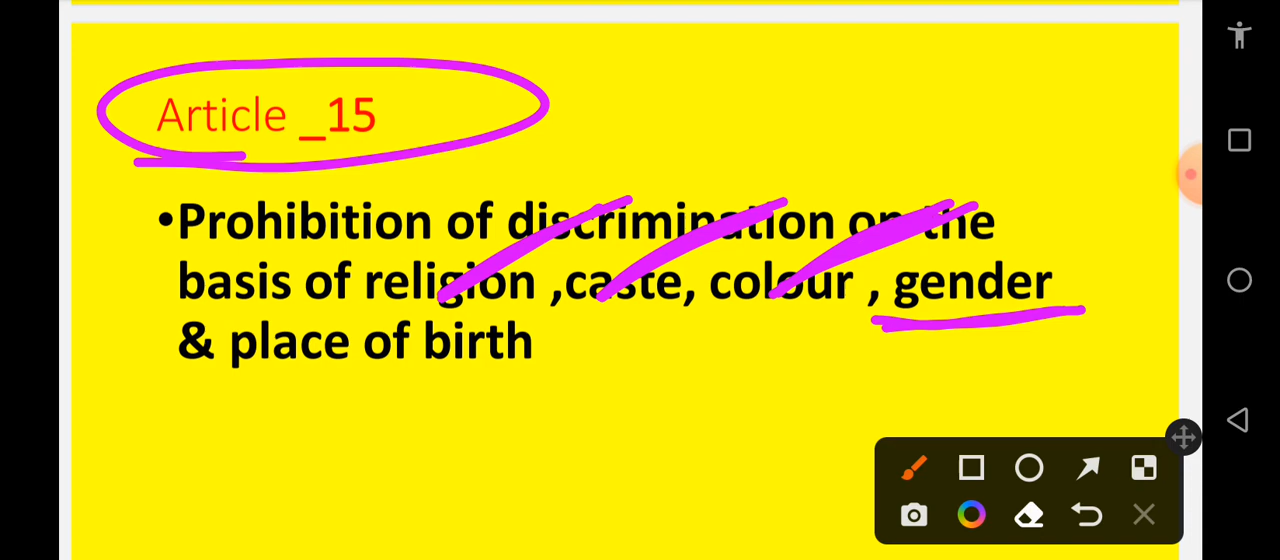 Article _15
•Prohibition of discrimination on the
basis of religion ,caste, colour , gender
& place of birth